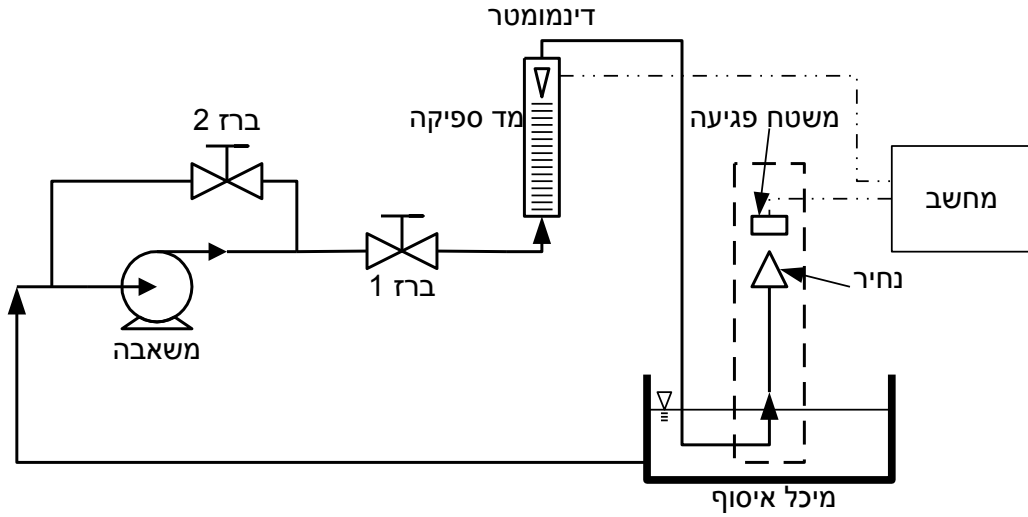 דינמומטר
ברז 2
מד ספיקה
משטח פגיעה
מחשב
ברז 1
נחיר
משאבה
מיכל איסוף